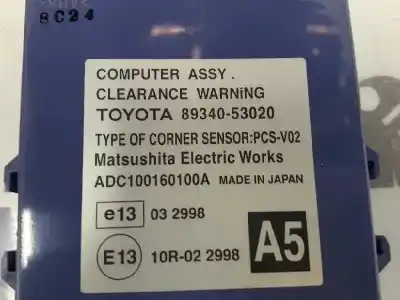 8C24
COMPUTER ASSY.
CLEARANCE WARNiNG
TOYOTA 89340-53020
TYPE OF CORNER SENSOR:PCS-V02
Matsushita Electric Works
ADC100160100A MADE IN JAPAN
e13 03 2998
E13 10R-02 2998
A5